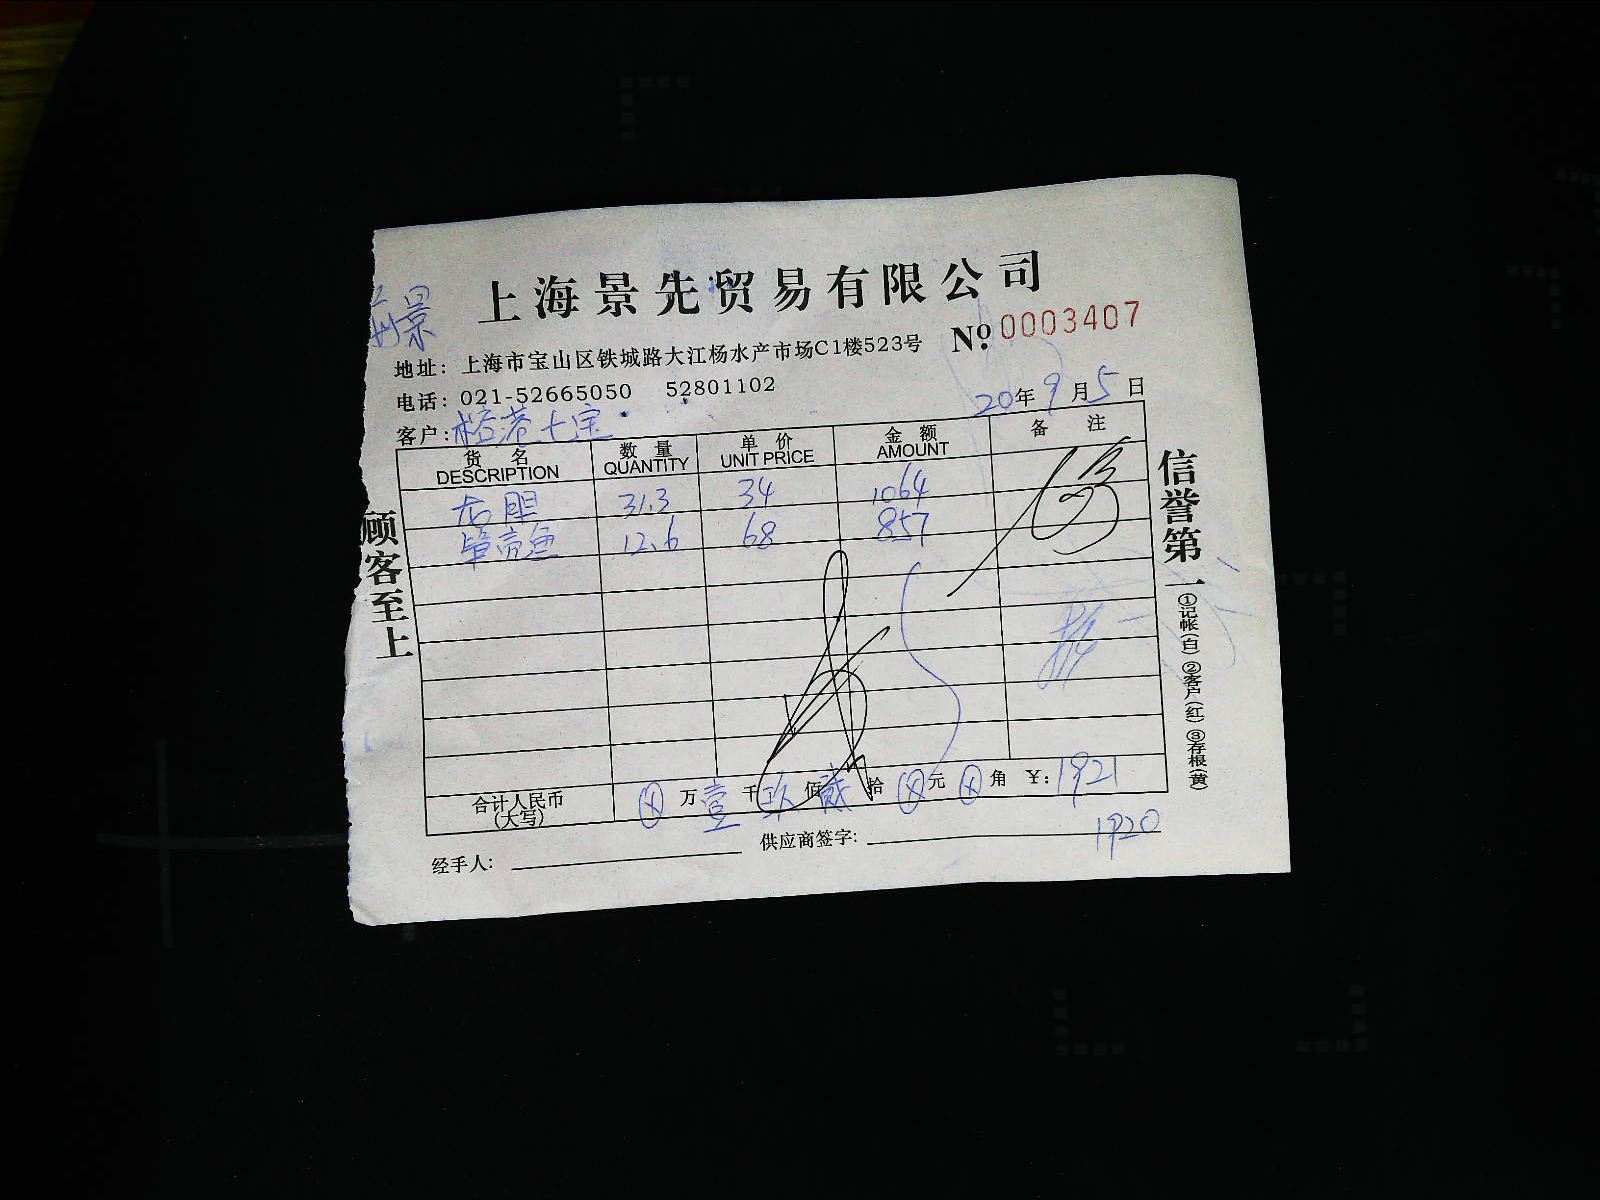 上海景先贸易有限公司
景
№ 0003407
地址：上海市宝山区铁城路大江杨水产市场C1楼523号
电话：021-52665050 52801102
20年9月5日
客户：
货名 数量 单价 金额 备注
DESCRIPTION QUANTITY UNIT PRICE AMOUNT
31.3 34 1064
12.6 68 857
顾客至上
信誉第一
①记帐(白) ②客户(红) ③存根(黄)
合计人民币 ⊗万壹千玖佰贰拾⊗元⊗角 ¥：1921
(大写)
1920
经手人： 供应商签字：